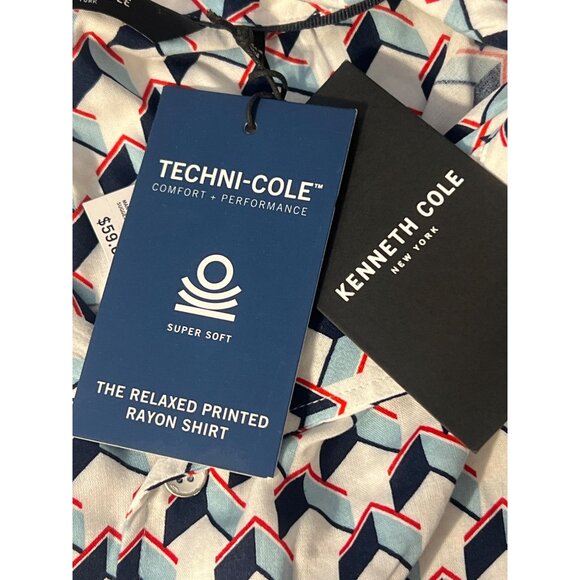 TECHNI-COLE™
COMFORT + PERFORMANCE
SUPER SOFT
THE RELAXED PRINTED
RAYON SHIRT
KENNETH COLE
NEW YORK